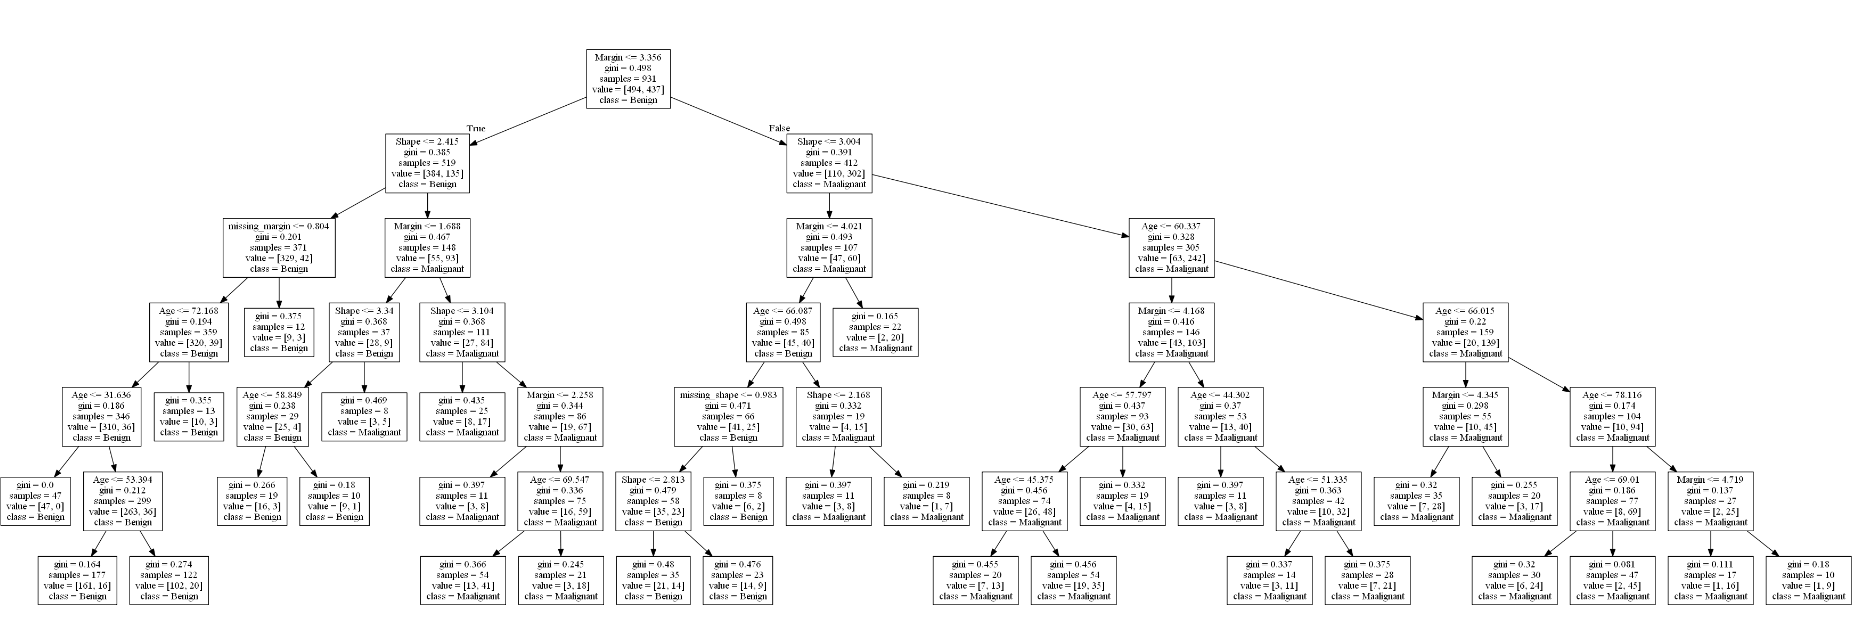 Margin <= 3.356
gini = 0.498
samples = 931
value = [494, 437]
class = Benign
True
False
Shape <= 2.415
gini = 0.385
samples = 519
value = [384, 135]
class = Benign
Shape <= 3.004
gini = 0.391
samples = 412
value = [110, 302]
class = Maalignant
missing_margin <= 0.804
gini = 0.201
samples = 371
value = [329, 42]
class = Benign
Margin <= 1.688
gini = 0.467
samples = 148
value = [55, 93]
class = Maalignant
Margin <= 4.021
gini = 0.493
samples = 107
value = [47, 60]
class = Maalignant
Age <= 60.337
gini = 0.328
samples = 305
value = [63, 242]
class = Maalignant
Age <= 72.168
gini = 0.194
samples = 359
value = [320, 39]
class = Benign
gini = 0.375
samples = 12
value = [9, 3]
class = Benign
Shape <= 3.34
gini = 0.368
samples = 37
value = [28, 9]
class = Benign
Shape <= 3.104
gini = 0.368
samples = 111
value = [27, 84]
class = Maalignant
Age <= 66.087
gini = 0.498
samples = 85
value = [45, 40]
class = Benign
gini = 0.165
samples = 22
value = [2, 20]
class = Maalignant
Margin <= 4.168
gini = 0.416
samples = 146
value = [43, 103]
class = Maalignant
Age <= 66.015
gini = 0.22
samples = 159
value = [20, 139]
class = Maalignant
Age <= 31.636
gini = 0.186
samples = 346
value = [310, 36]
class = Benign
gini = 0.355
samples = 13
value = [10, 3]
class = Benign
Age <= 58.849
gini = 0.238
samples = 29
value = [25, 4]
class = Benign
gini = 0.469
samples = 8
value = [3, 5]
class = Maalignant
gini = 0.435
samples = 25
value = [8, 17]
class = Maalignant
Margin <= 2.258
gini = 0.344
samples = 86
value = [19, 67]
class = Maalignant
missing_shape <= 0.983
gini = 0.471
samples = 66
value = [41, 25]
class = Benign
Shape <= 2.168
gini = 0.332
samples = 19
value = [4, 15]
class = Maalignant
Age <= 57.797
gini = 0.437
samples = 93
value = [30, 63]
class = Maalignant
Age <= 44.302
gini = 0.37
samples = 53
value = [13, 40]
class = Maalignant
Margin <= 4.345
gini = 0.298
samples = 55
value = [10, 45]
class = Maalignant
Age <= 78.116
gini = 0.174
samples = 104
value = [10, 94]
class = Maalignant
gini = 0.0
samples = 47
value = [47, 0]
class = Benign
Age <= 53.394
gini = 0.212
samples = 299
value = [263, 36]
class = Benign
gini = 0.266
samples = 19
value = [16, 3]
class = Benign
gini = 0.18
samples = 10
value = [9, 1]
class = Benign
gini = 0.397
samples = 11
value = [3, 8]
class = Maalignant
Age <= 69.547
gini = 0.336
samples = 75
value = [16, 59]
class = Maalignant
Shape <= 2.813
gini = 0.479
samples = 58
value = [35, 23]
class = Benign
gini = 0.375
samples = 8
value = [6, 2]
class = Benign
gini = 0.397
samples = 11
value = [3, 8]
class = Maalignant
gini = 0.219
samples = 8
value = [1, 7]
class = Maalignant
Age <= 45.375
gini = 0.456
samples = 74
value = [26, 48]
class = Maalignant
gini = 0.332
samples = 19
value = [4, 15]
class = Maalignant
gini = 0.397
samples = 11
value = [3, 8]
class = Maalignant
Age <= 51.335
gini = 0.363
samples = 42
value = [10, 32]
class = Maalignant
gini = 0.32
samples = 35
value = [7, 28]
class = Maalignant
gini = 0.255
samples = 20
value = [3, 17]
class = Maalignant
Age <= 69.01
gini = 0.186
samples = 77
value = [8, 69]
class = Maalignant
Margin <= 4.719
gini = 0.137
samples = 27
value = [2, 25]
class = Maalignant
gini = 0.164
samples = 177
value = [161, 16]
class = Benign
gini = 0.274
samples = 122
value = [102, 20]
class = Benign
gini = 0.366
samples = 54
value = [13, 41]
class = Maalignant
gini = 0.245
samples = 21
value = [3, 18]
class = Maalignant
gini = 0.48
samples = 35
value = [21, 14]
class = Benign
gini = 0.476
samples = 23
value = [14, 9]
class = Benign
gini = 0.455
samples = 20
value = [7, 13]
class = Maalignant
gini = 0.456
samples = 54
value = [19, 35]
class = Maalignant
gini = 0.337
samples = 14
value = [3, 11]
class = Maalignant
gini = 0.375
samples = 28
value = [7, 21]
class = Maalignant
gini = 0.32
samples = 30
value = [6, 24]
class = Maalignant
gini = 0.081
samples = 47
value = [2, 45]
class = Maalignant
gini = 0.111
samples = 17
value = [1, 16]
class = Maalignant
gini = 0.18
samples = 10
value = [1, 9]
class = Maalignant